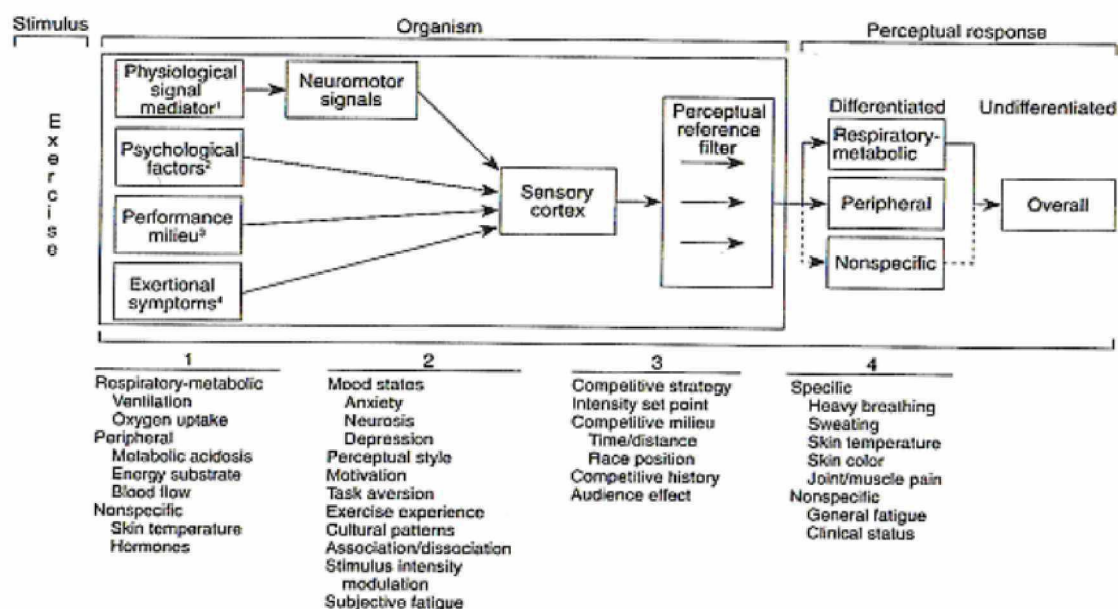 Stimulus
Organism
Perceptual response
Exercise
Physiological
signal
mediator¹
Neuromotor
signals
Psychological
factors²
Performance
milieu³
Exertional
symptoms⁴
Sensory
cortex
Perceptual
reference
filter
Differentiated
Undifferentiated
Respiratory-
metabolic
Peripheral
Nonspecific
Overall
1
Respiratory-metabolic
Ventilation
Oxygen uptake
Peripheral
Metabolic acidosis
Energy substrate
Blood flow
Nonspecific
Skin temperature
Hormones
2
Mood states
Anxiety
Neurosis
Depression
Perceptual style
Motivation
Task aversion
Exercise experience
Cultural patterns
Association/dissociation
Stimulus intensity
modulation
Subjective fatigue
3
Competitive strategy
Intensity set point
Competitive milieu
Time/distance
Race position
Competitive history
Audience effect
4
Specific
Heavy breathing
Sweating
Skin temperature
Skin color
Joint/muscle pain
Nonspecific
General fatigue
Clinical status